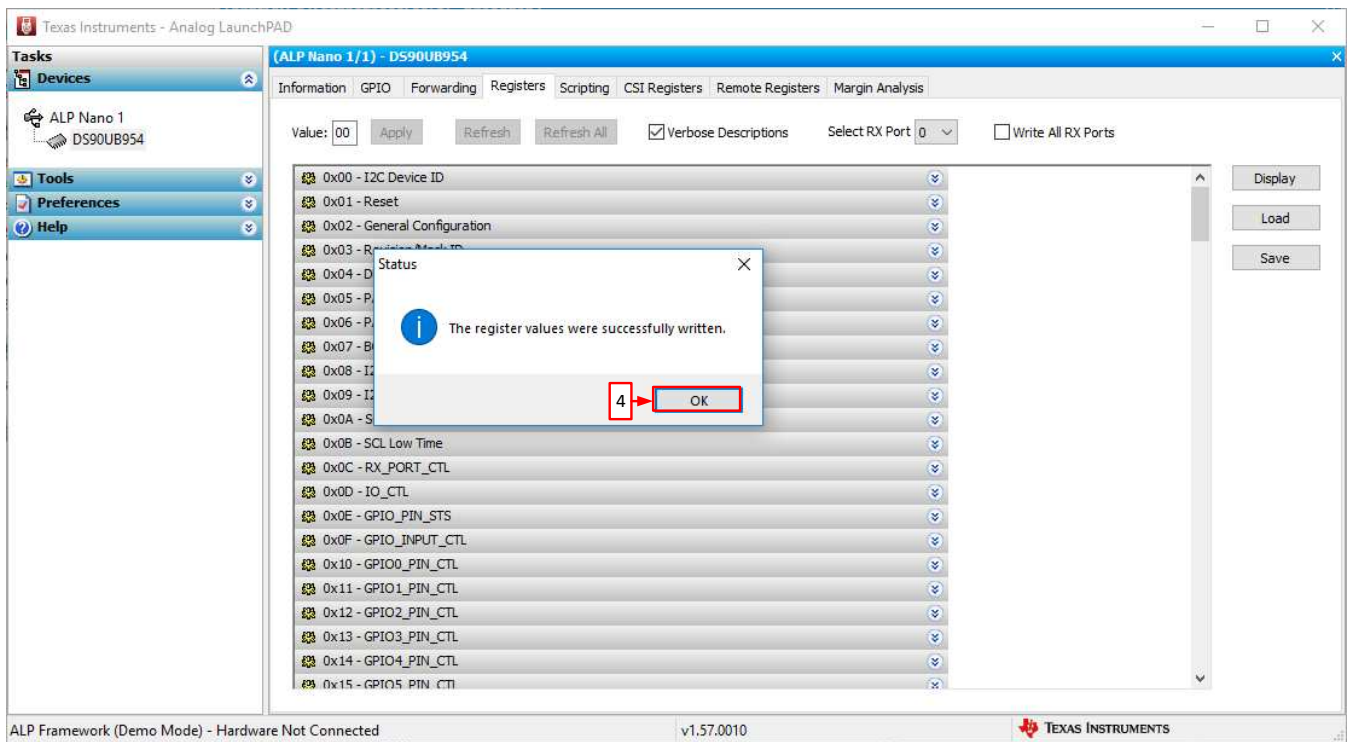 Texas Instruments - Analog LaunchPAD
Tasks
Devices
ALP Nano 1
DS90UB954
Tools
Preferences
Help
(ALP Nano 1/1) - DS90UB954
Information GPIO Forwarding Registers Scripting CSI Registers Remote Registers Margin Analysis
Value: 00 Apply Refresh Refresh All Verbose Descriptions Select RX Port 0 Write All RX Ports
0x00 - I2C Device ID
0x01 - Reset
0x02 - General Configuration
0x03 -
0x04 - D
0x05 - P
0x06 - P
0x07 - B
0x08 - I2
0x09 - I2
0x0A - S
0x0B - SCL Low Time
0x0C - RX_PORT_CTL
0x0D - IO_CTL
0x0E - GPIO_PIN_STS
0x0F - GPIO_INPUT_CTL
0x10 - GPIO0_PIN_CTL
0x11 - GPIO1_PIN_CTL
0x12 - GPIO2_PIN_CTL
0x13 - GPIO3_PIN_CTL
0x14 - GPIO4_PIN_CTL
0x15 - GPIO5_PIN_CTL
Status
The register values were successfully written.
4 OK
Display
Load
Save
ALP Framework (Demo Mode) - Hardware Not Connected v1.57.0010 TEXAS INSTRUMENTS